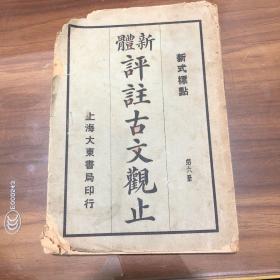 新式標點
新體
評註古文觀止
第六冊
上海大東書局印行